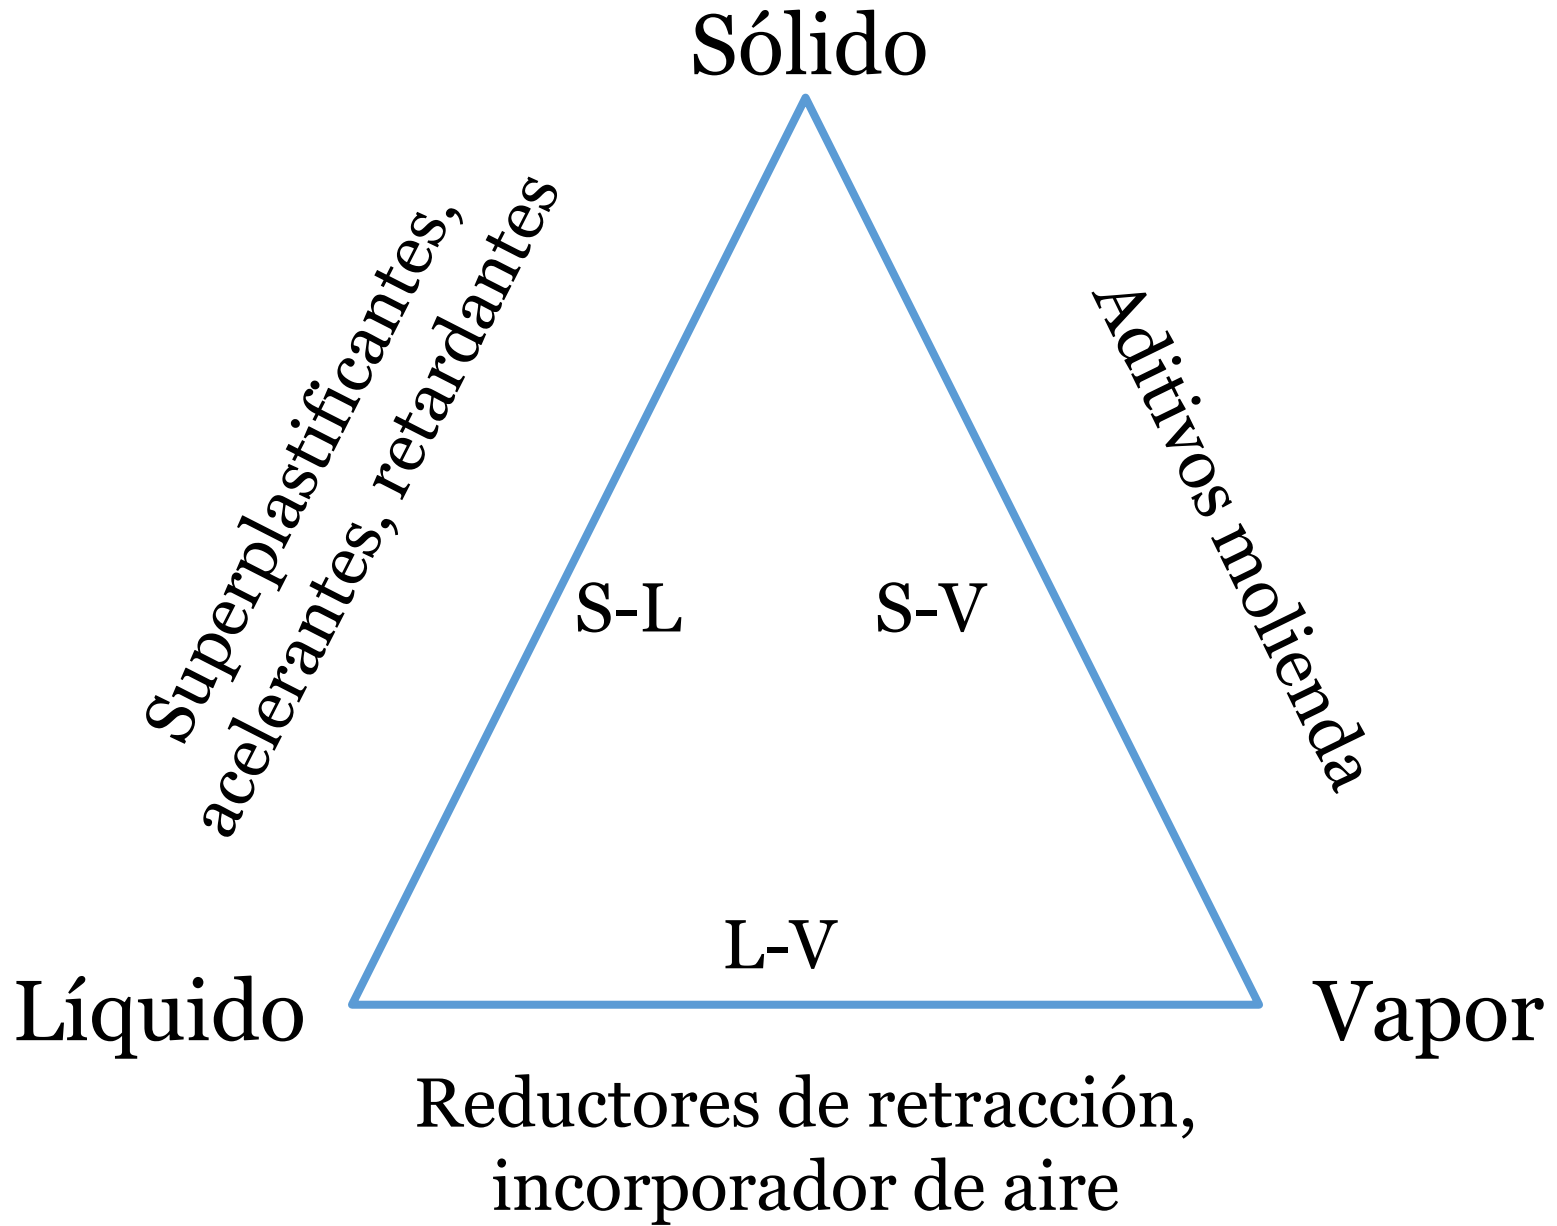 Sólido
Superplastificantes,
acelerantes, retardantes
Aditivos molienda
S-L
S-V
L-V
Líquido
Vapor
Reductores de retracción,
incorporador de aire